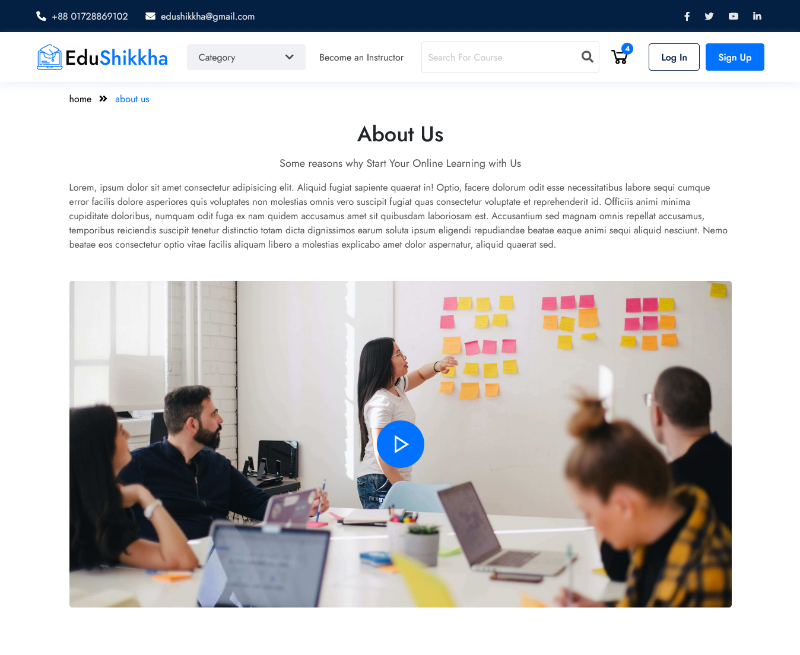 +88 01728869102
edushikkha@gmail.com
EduShikkha
Category
Become an Instructor
Search For Course
4
Log In
Sign Up
home
about us
About Us
Some reasons why Start Your Online Learning with Us
Lorem, ipsum dolor sit amet consectetur adipisicing elit. Aliquid fugiat sapiente quaerat in! Optio, facere dolorum odit esse necessitatibus labore sequi cumque
error facilis dolore asperiores quis voluptates non molestias omnis vero suscipit fugiat quas consectetur voluptate et reprehenderit id. Officiis animi minima
cupiditate doloribus, numquam odit fuga ex nam quidem accusamus amet sit quibusdam laboriosam est. Accusantium sed magnam omnis repellat accusamus,
temporibus reiciendis suscipit tenetur distinctio totam dicta dignissimos earum soluta ipsum eligendi repudiandae beatae eaque animi sequi aliquid nesciunt. Nemo
beatae eos consectetur optio vitae facilis aliquam libero a molestias explicabo amet dolor aspernatur, aliquid quaerat sed.